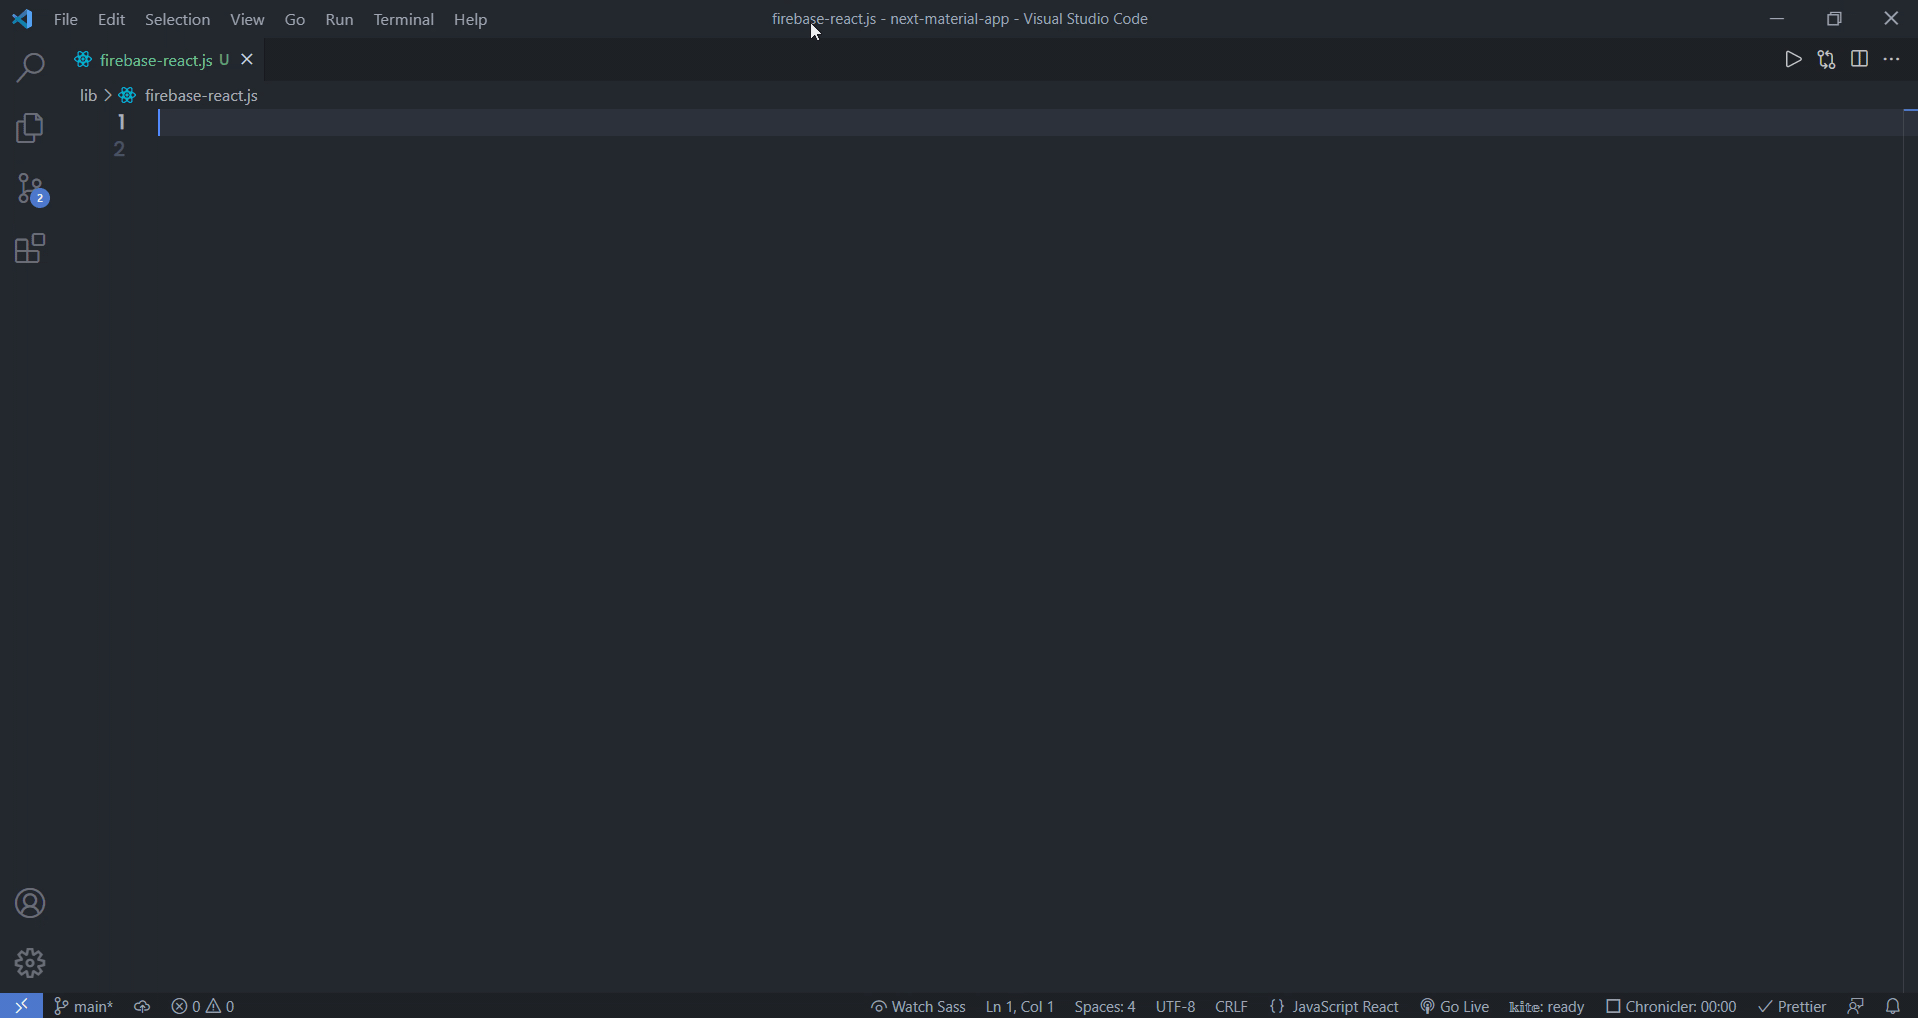 File Edit Selection View Go Run Terminal Help firebase-react.js - next-material-app - Visual Studio Code
firebase-react.js U
lib > firebase-react.js
1
2
2
main* 0 0 Watch Sass Ln 1, Col 1 Spaces: 4 UTF-8 CRLF {} JavaScript React Go Live kite: ready Chronicler: 00:00 Prettier